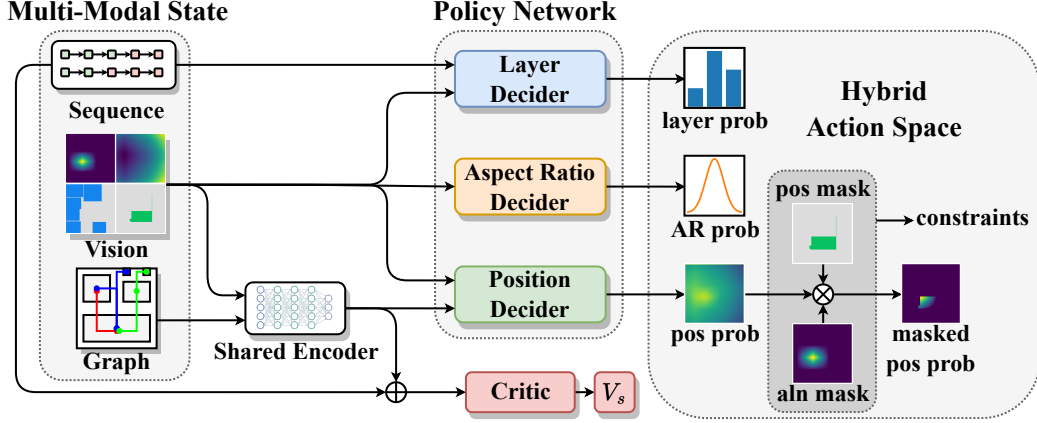 Multi-Modal State
Policy Network
Sequence
Vision
Graph
Shared Encoder
Layer
Decider
Aspect Ratio
Decider
Position
Decider
Critic
V_s
Hybrid
Action Space
layer prob
AR prob
pos prob
pos mask
aln mask
constraints
masked
pos prob